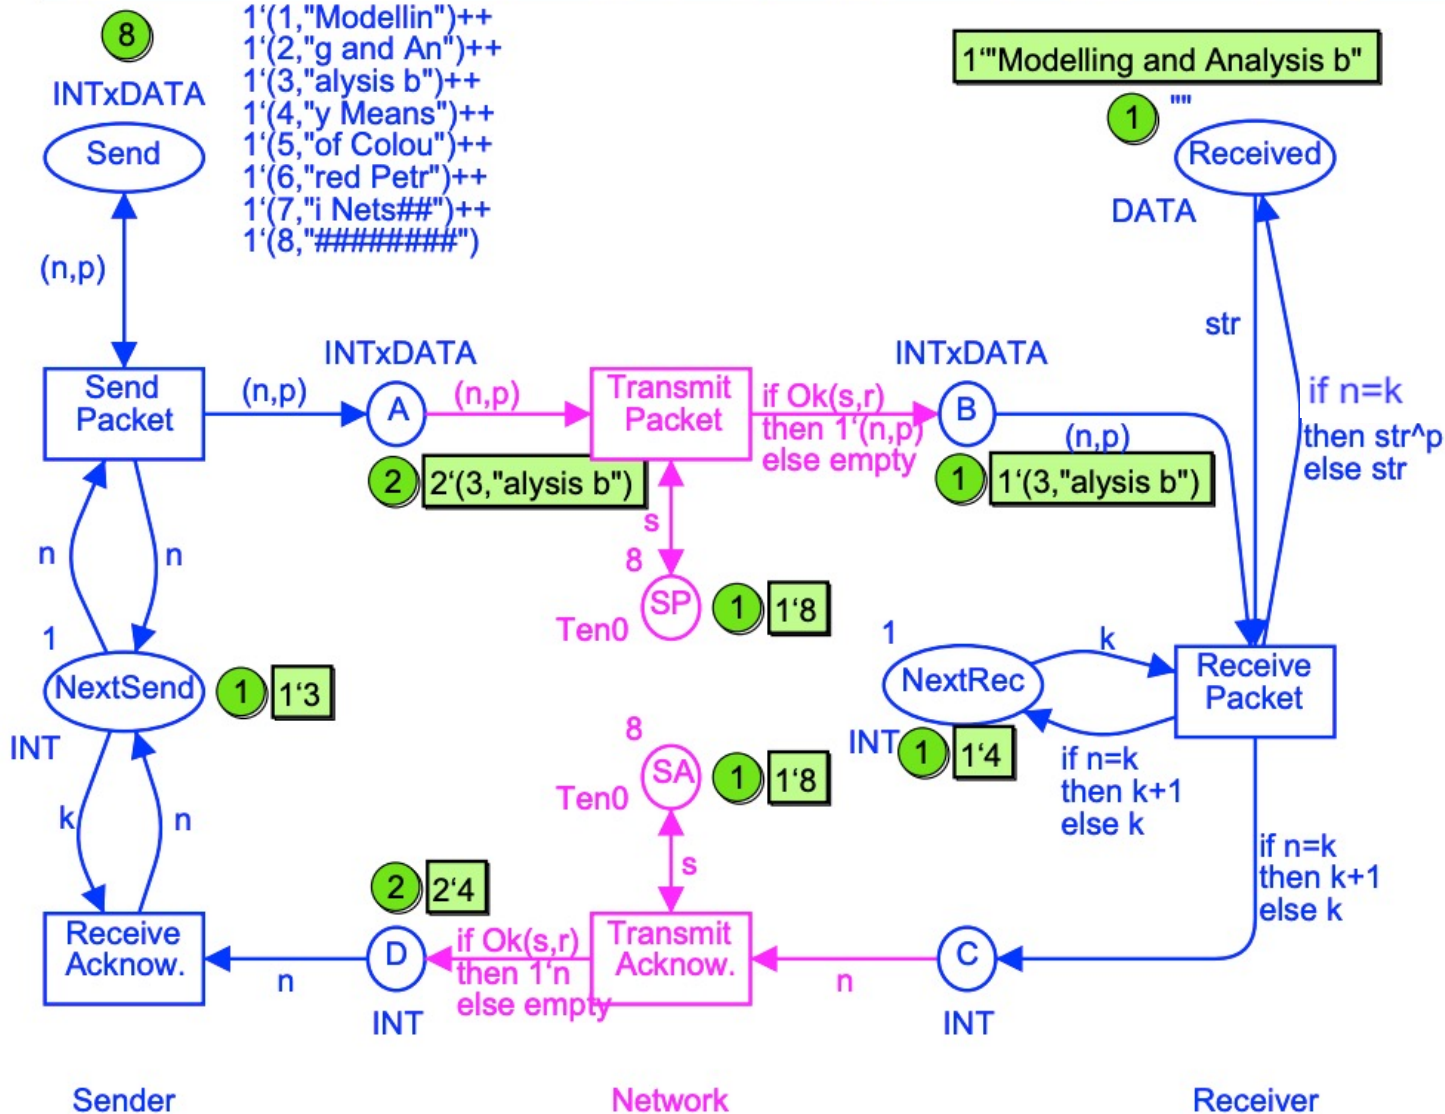 8
INTxDATA
Send
1‘(1,"Modellin")++
1‘(2,"g and An")++
1‘(3,"alysis b")++
1‘(4,"y Means")++
1‘(5,"of Colou")++
1‘(6,"red Petr")++
1‘(7,"i Nets##")++
1‘(8,"########")
1‘"Modelling and Analysis b"
1
""
Received
DATA
(n,p)
str
if n=k
then str^p
else str
Send
Packet
(n,p)
INTxDATA
A
2
2‘(3,"alysis b")
(n,p)
Transmit
Packet
if Ok(s,r)
then 1‘(n,p)
else empty
INTxDATA
B
(n,p)
1
1‘(3,"alysis b")
s
8
SP
Ten0
1
1‘8
n
n
1
NextSend
INT
1
1‘3
1
NextRec
INT
1
1‘4
k
if n=k
then k+1
else k
Receive
Packet
8
SA
Ten0
1
1‘8
s
k
n
if n=k
then k+1
else k
Receive
Acknow.
n
2
2‘4
D
INT
if Ok(s,r)
then 1‘n
else empty
Transmit
Acknow.
n
C
INT
Sender
Network
Receiver